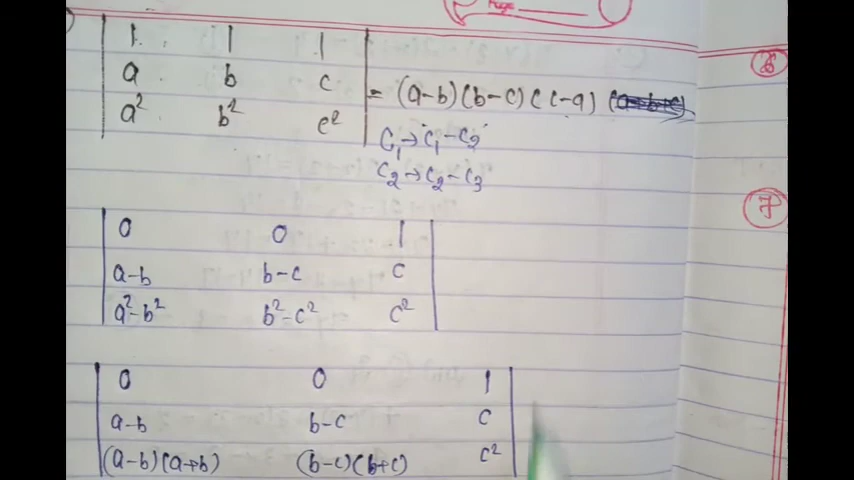 Page
| 1 1 1 |
| a b c | = (a-b)(b-c)(c-a)
| a² b² c² |
C₁→C₁-C₂
C₂→C₂-C₃
| 0 0 1 |
| a-b b-c c |
| a²-b² b²-c² c² |
| 0 0 1 |
| a-b b-c c |
| (a-b)(a+b) (b-c)(b+c) c² |
7